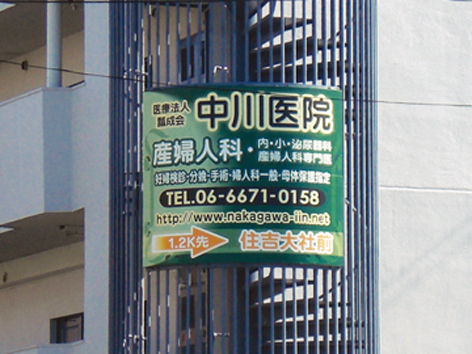 医療法人
瓢成会
中川医院
産婦人科・
内・小・泌尿器科
産婦人科専門医
妊婦検診・分娩・手術・婦人科一般・母体保護指定
TEL.06-6671-0158
http://www.nakagawa-iin.net
1.2K先
住吉大社前